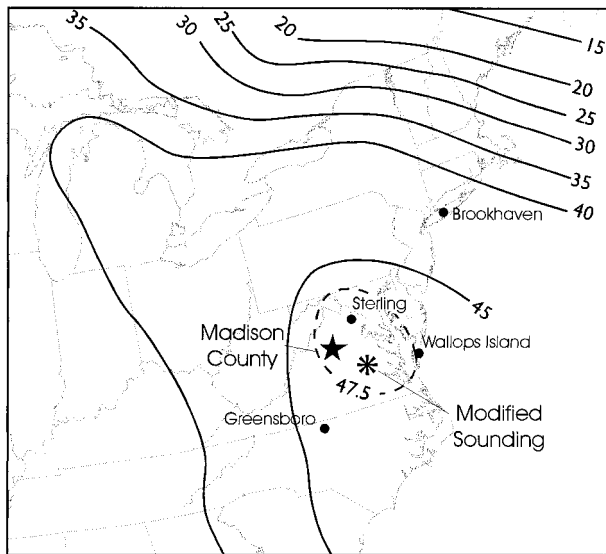 35
30
25
20
15
20
25
30
35
40
Brookhaven
45
Sterling
Madison
County
Wallops Island
47.5
Greensboro
Modified
Sounding